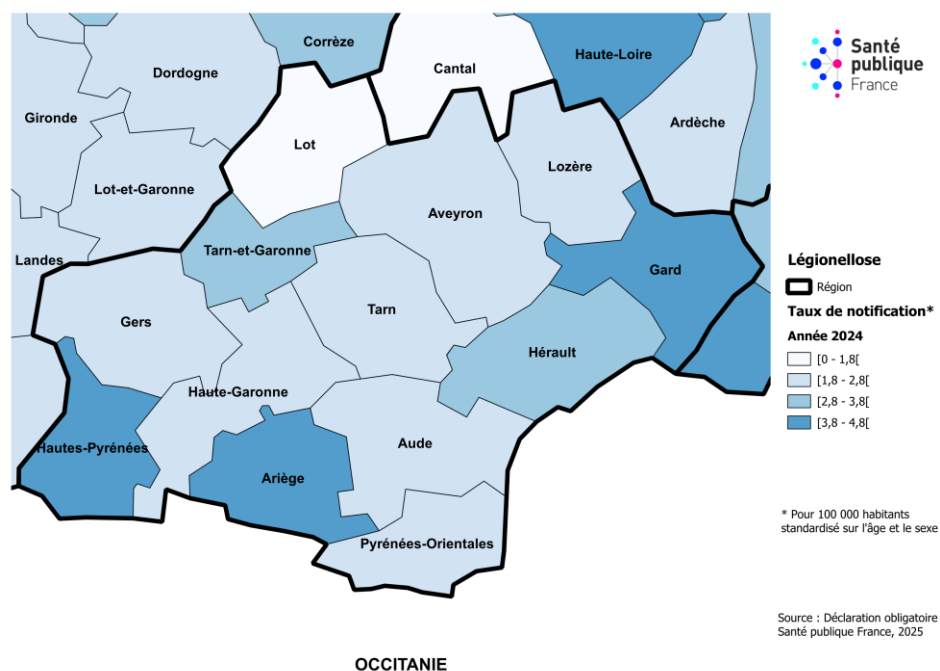 Corrèze
Haute-Loire
Cantal
Dordogne
Gironde
Ardèche
Lot
Lozère
Lot-et-Garonne
Aveyron
Tarn-et-Garonne
Landes
Gard
Tarn
Gers
Hérault
Haute-Garonne
Aude
Hautes-Pyrénées
Ariège
Pyrénées-Orientales
OCCITANIE
Santé
publique
France
Légionellose
Région
Taux de notification*
Année 2024
[0 - 1,8[
[1,8 - 2,8[
[2,8 - 3,8[
[3,8 - 4,8[
* Pour 100 000 habitants
standardisé sur l'âge et le sexe
Source : Déclaration obligatoire
Santé publique France, 2025